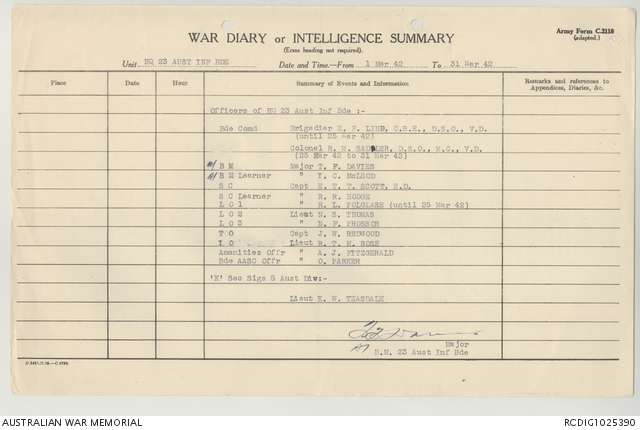 WAR DIARY or INTELLIGENCE SUMMARY
(Erase heading not required).
Army Form C.2118
(adapted.)
Unit HQ 23 AUST INF BDE Date and Time.—From 1 Mar 42 To 31 Mar 42
Place Date Hour Summary of Events and Information Remarks and references to Appendices, Diaries, &c.
Officers of HQ 23 Aust Inf Bde :-
Bde Comd Brigadier E. F. LIND, C.B.E., D.S.O., V.D.
(until 25 Mar 42)
Colonel R. M. SADLER, D.S.O., M.C., V.D.
(25 Mar 42 to 31 Mar 42)
B M Major T. F. DAVIES
B M Learner " T. C. McLEOD
S C Capt E. T. T. SCOTT, E.D.
S C Learner " R. R. HODGE
L O 1 " H. L. POLGLASE (until 25 Mar 42)
L O 2 Lieut N. S. THOMAS
L O 3 " E. F.
T O Capt J. W. REDWOOD
I O Lieut R. T. H. ROSE
Amenities Offr " A. J. FITZGERALD
Bde AASC Offr " O. PARKER
'K' Sec Sigs 8 Aust Div:-
Lieut K. W. TEASDALE
Major
B.M. 23 Aust Inf Bde
AUSTRALIAN WAR MEMORIAL
RCDIG1025390